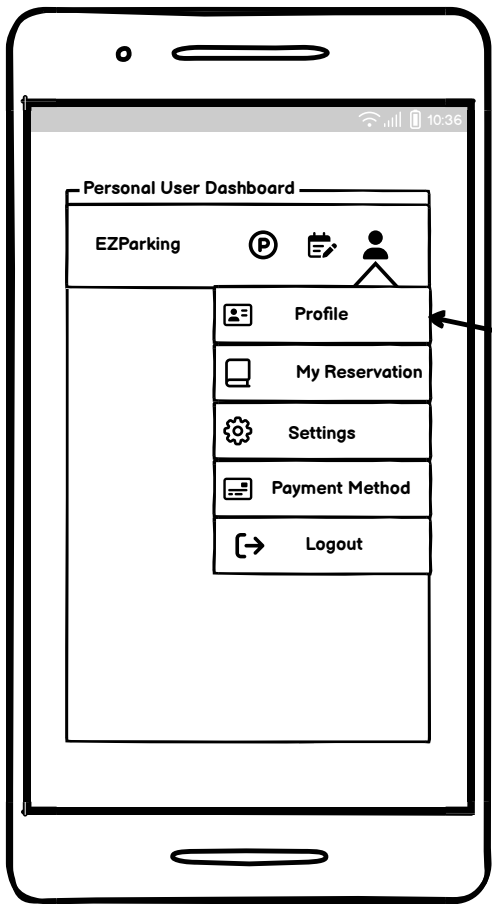 10:36
Personal User Dashboard
EZParking
P
Profile
My Reservation
Settings
Payment Method
Logout